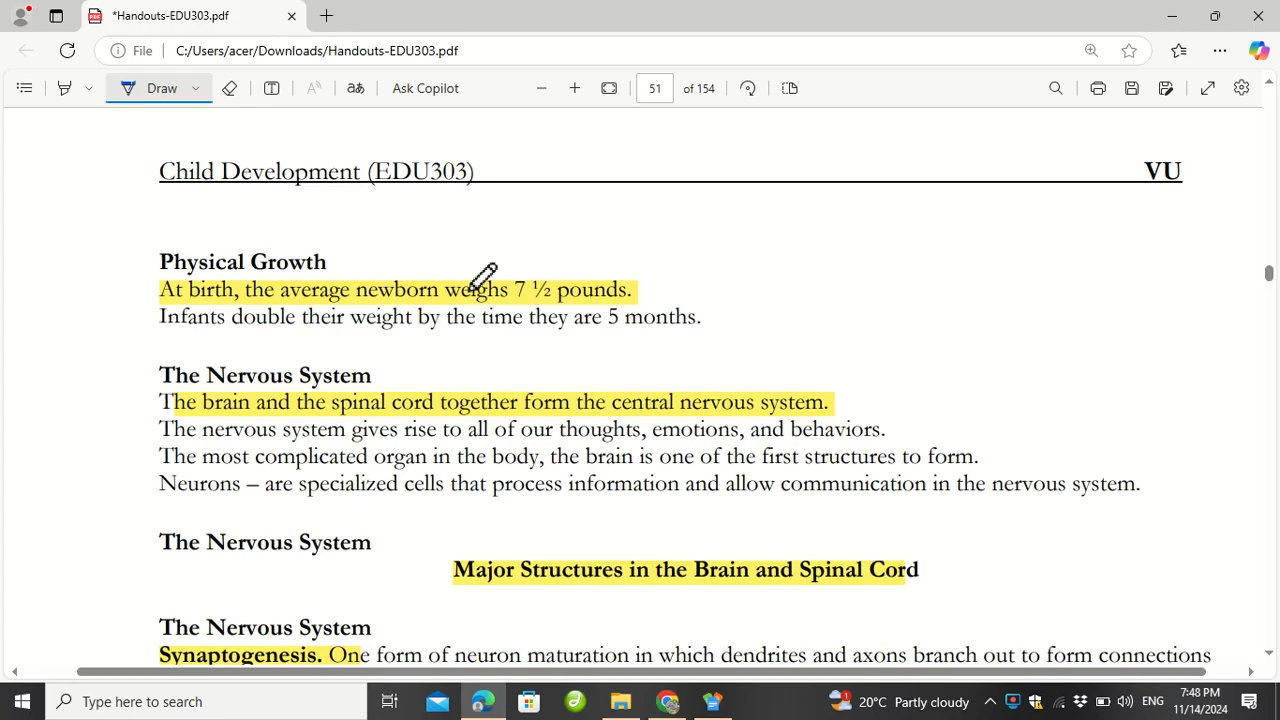 *Handouts-EDU303.pdf
File
C:/Users/acer/Downloads/Handouts-EDU303.pdf
Draw
aあ
Ask Copilot
51
of 154
Child Development (EDU303) VU
Physical Growth
At birth, the average newborn weighs 7 ½ pounds.
Infants double their weight by the time they are 5 months.
The Nervous System
The brain and the spinal cord together form the central nervous system.
The nervous system gives rise to all of our thoughts, emotions, and behaviors.
The most complicated organ in the body, the brain is one of the first structures to form.
Neurons – are specialized cells that process information and allow communication in the nervous system.
The Nervous System
Major Structures in the Brain and Spinal Cord
The Nervous System
Synaptogenesis. One form of neuron maturation in which dendrites and axons branch out to form connections
Type here to search
1
20°C Partly cloudy
ENG
7:48 PM
11/14/2024